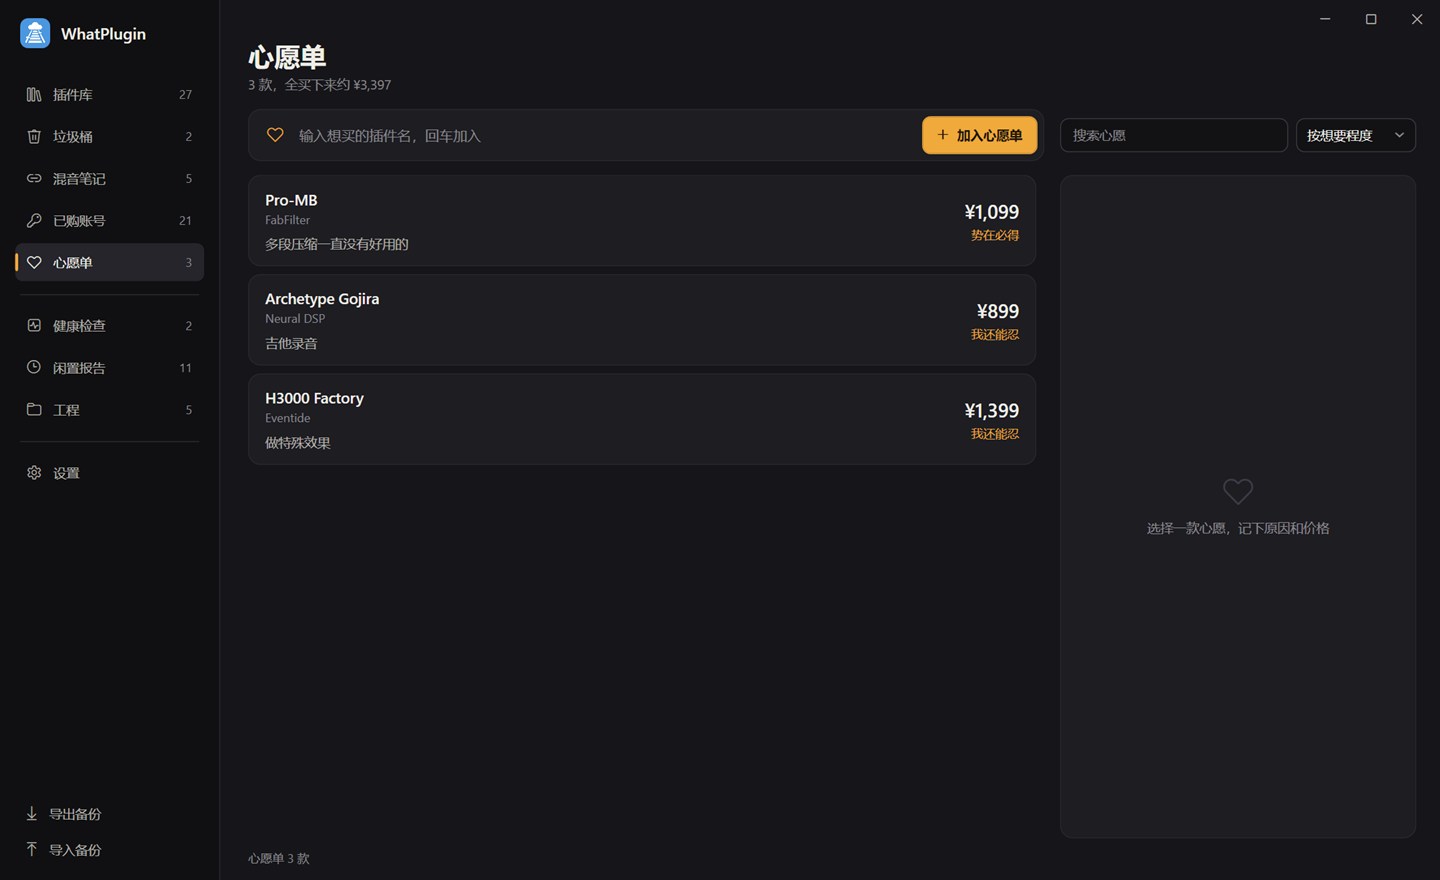 WhatPlugin
插件库 27
垃圾桶 2
混音笔记 5
已购账号 21
心愿单 3
健康检查 2
闲置报告 11
工程 5
设置
导出备份
导入备份
心愿单
3 款，全买下来约 ¥3,397
输入想买的插件名，回车加入
+ 加入心愿单
搜索心愿
按想要程度
Pro-MB
FabFilter
多段压缩一直没有好用的
¥1,099
势在必得
Archetype Gojira
Neural DSP
吉他录音
¥899
我还能忍
H3000 Factory
Eventide
做特殊效果
¥1,399
我还能忍
选择一款心愿，记下原因和价格
心愿单 3 款